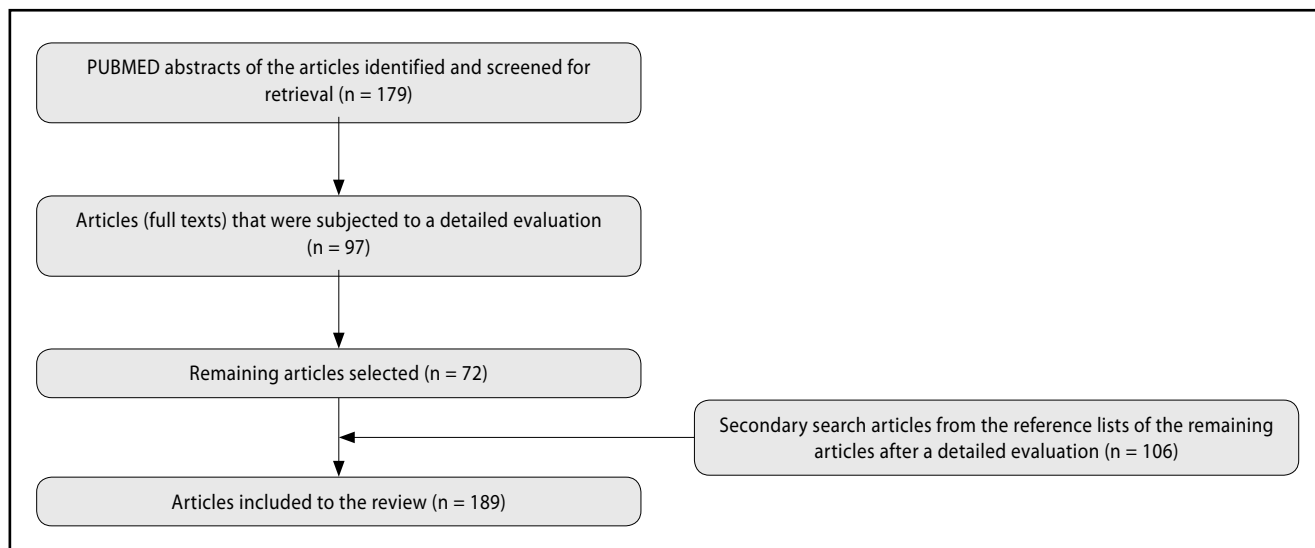 PUBMED abstracts of the articles identified and screened for
retrieval (n = 179)
Articles (full texts) that were subjected to a detailed evaluation
(n = 97)
Remaining articles selected (n = 72)
Secondary search articles from the reference lists of the remaining
articles after a detailed evaluation (n = 106)
Articles included to the review (n = 189)